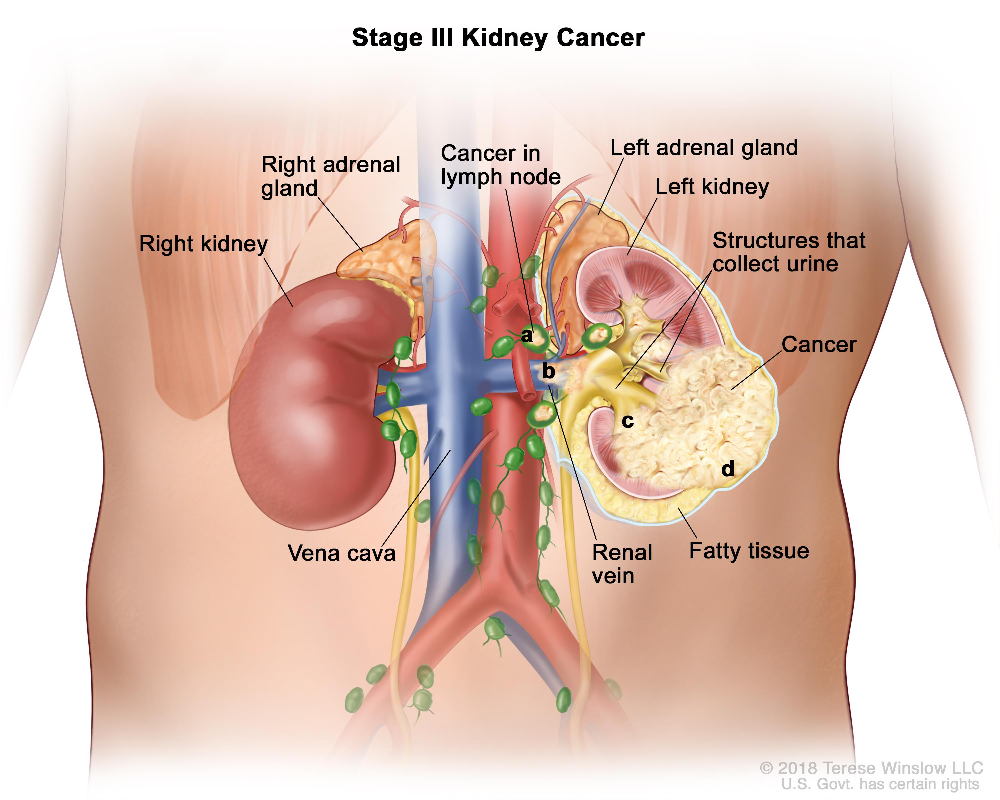 Stage III Kidney Cancer
Left adrenal gland
Cancer in
lymph node
Right adrenal
gland
Left kidney
Right kidney
Structures that
collect urine
a
Cancer
b
c
d
Vena cava
Renal
vein
Fatty tissue
© 2018 Terese Winslow LLC
U.S. Govt. has certain rights